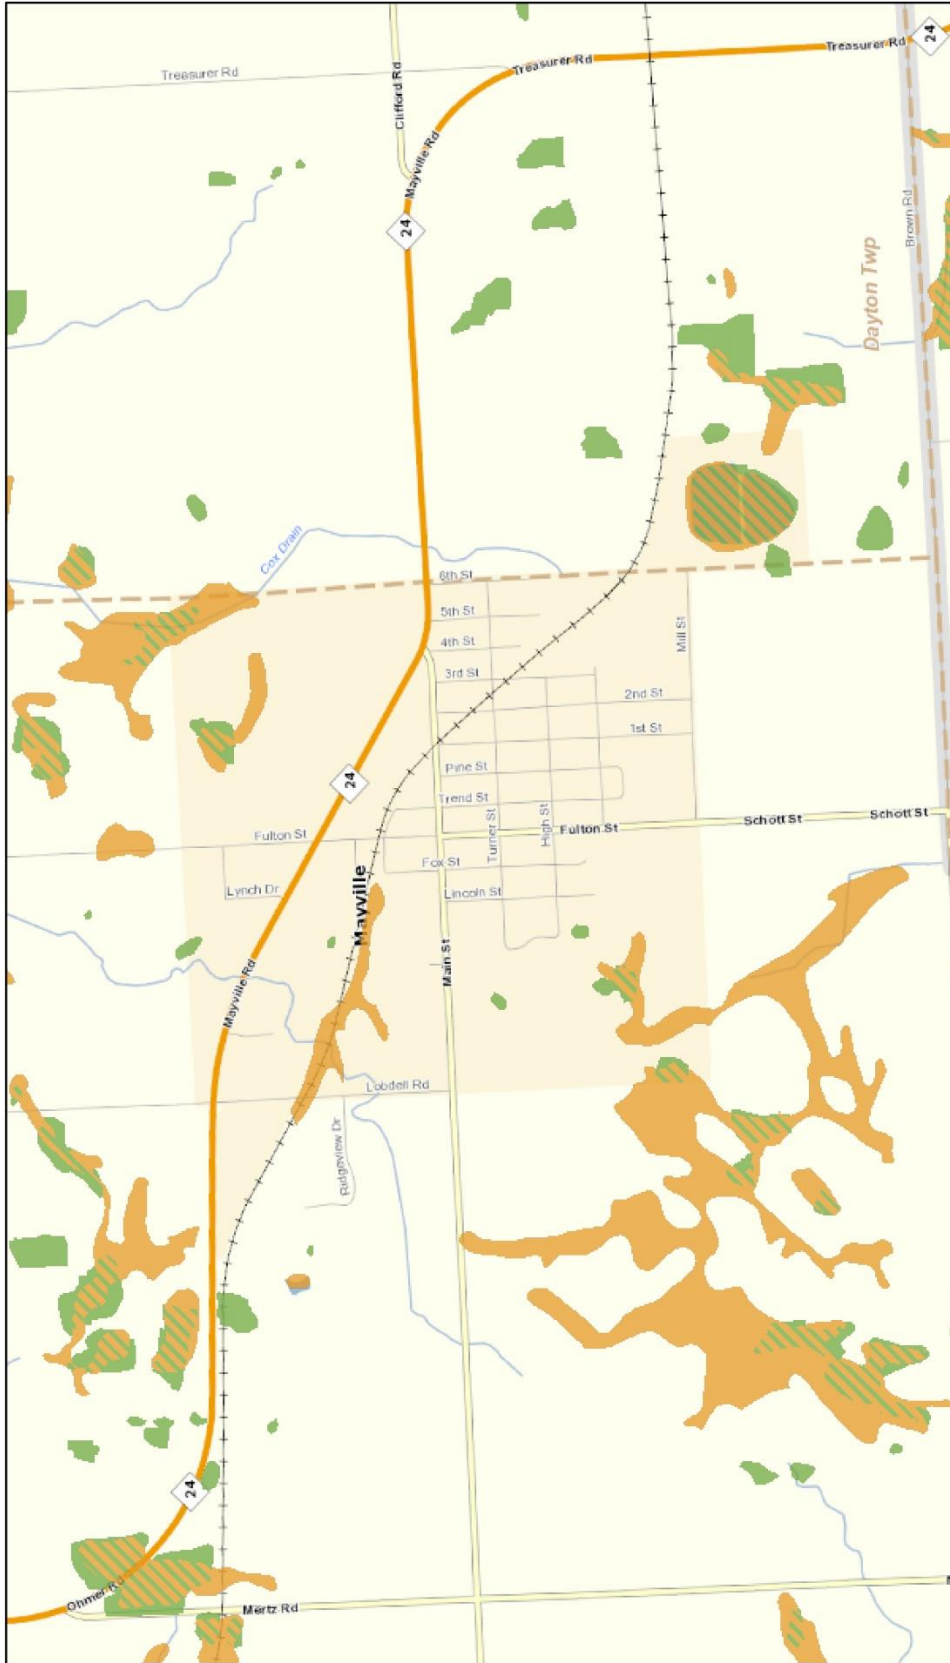 Treasurer Rd
Clifford Rd
Treasurer Rd
Treasurer Rd
24
Mayville Rd
24
Brown Rd
Dayton Twp
Cox Drain
6th St
5th St
4th St
3rd St
Mill St
2nd St
1st St
24
Pine St
Trend St
Fulton St
Turner St
High St
Fulton St
Schott St
Schott St
Fox St
Lynch Dr
Lincoln St
Mayville
Main St
Mayville Rd
Lobdell Rd
Ridgeview Dr
24
Ohmer Rd
Mertz Rd